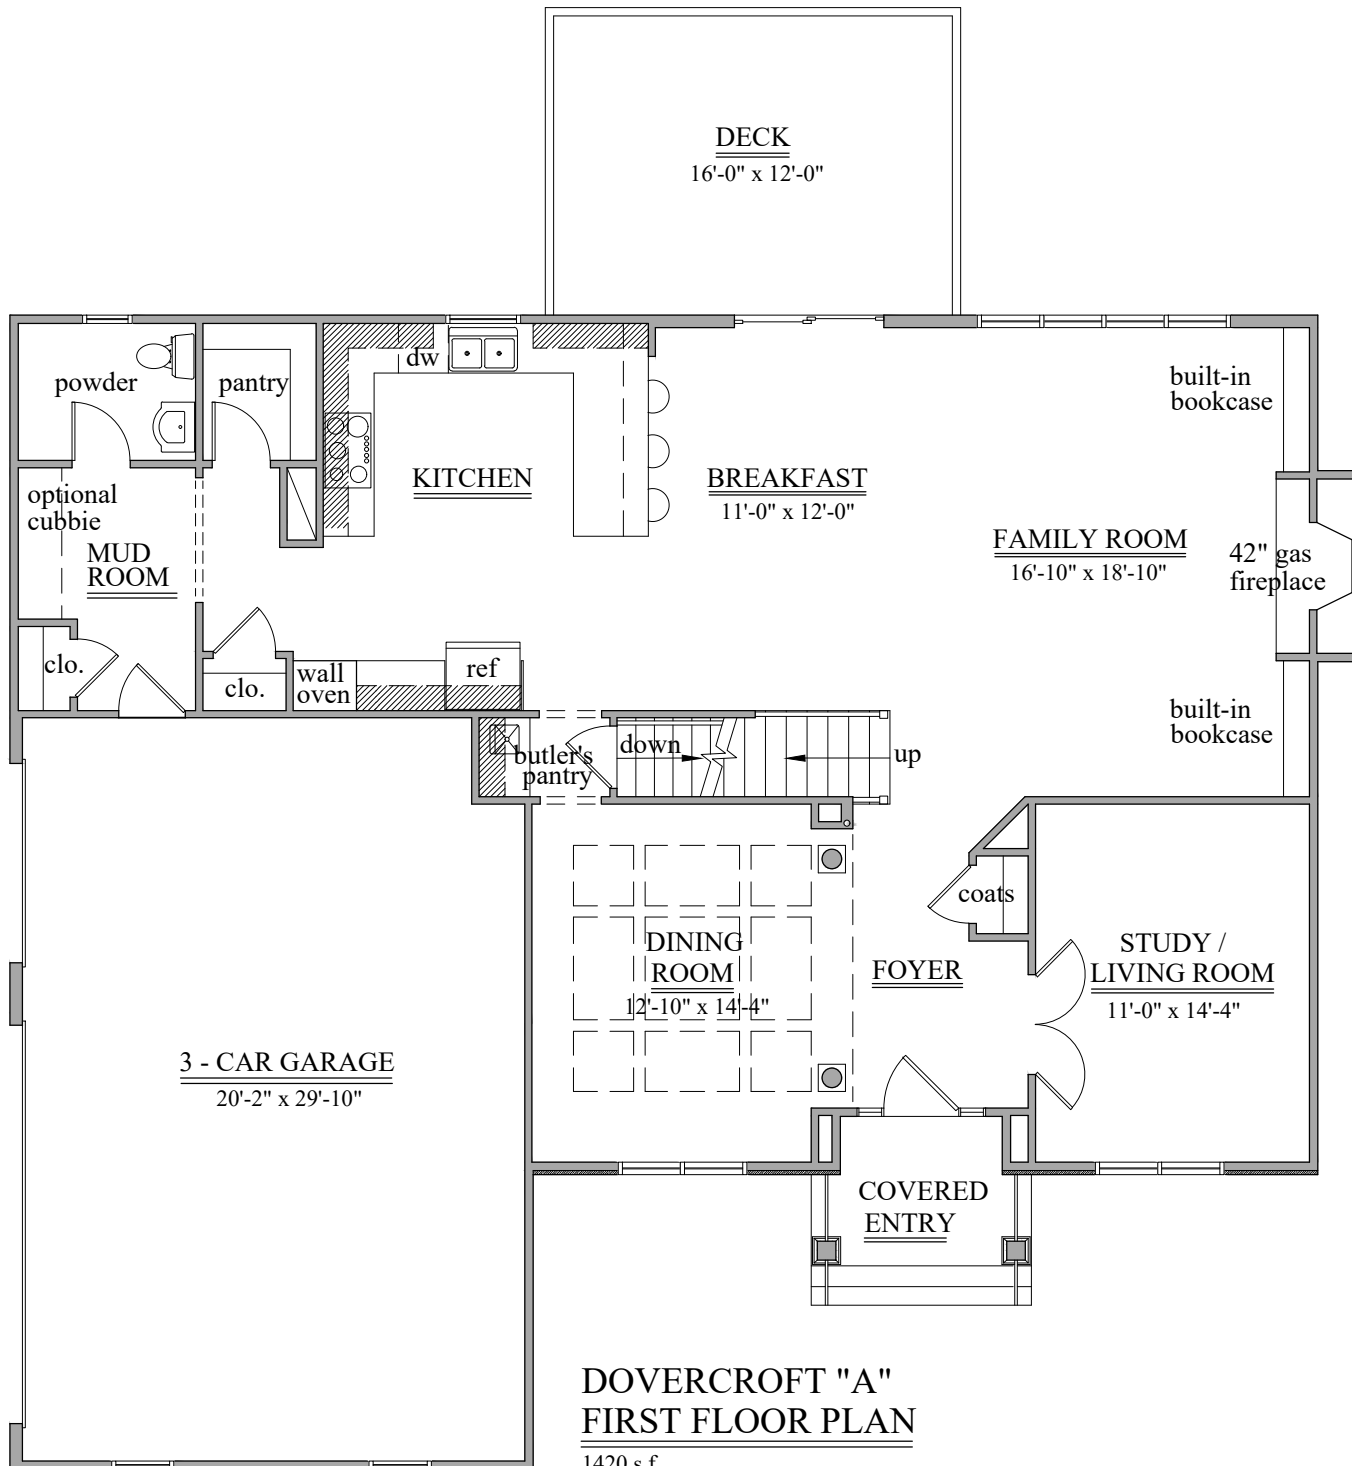 DECK
16'-0" x 12'-0"
powder
pantry
dw
built-in
bookcase
optional
cubbie
KITCHEN
BREAKFAST
11'-0" x 12'-0"
MUD
ROOM
FAMILY ROOM
16'-10" x 18'-10"
42" gas
fireplace
clo.
clo.
wall
oven
ref
built-in
bookcase
butler's
pantry
down
up
coats
DINING
ROOM
12'-10" x 14'-4"
FOYER
STUDY /
LIVING ROOM
11'-0" x 14'-4"
3 - CAR GARAGE
20'-2" x 29'-10"
COVERED
ENTRY
DOVERCROFT "A"
FIRST FLOOR PLAN
1420 s.f.